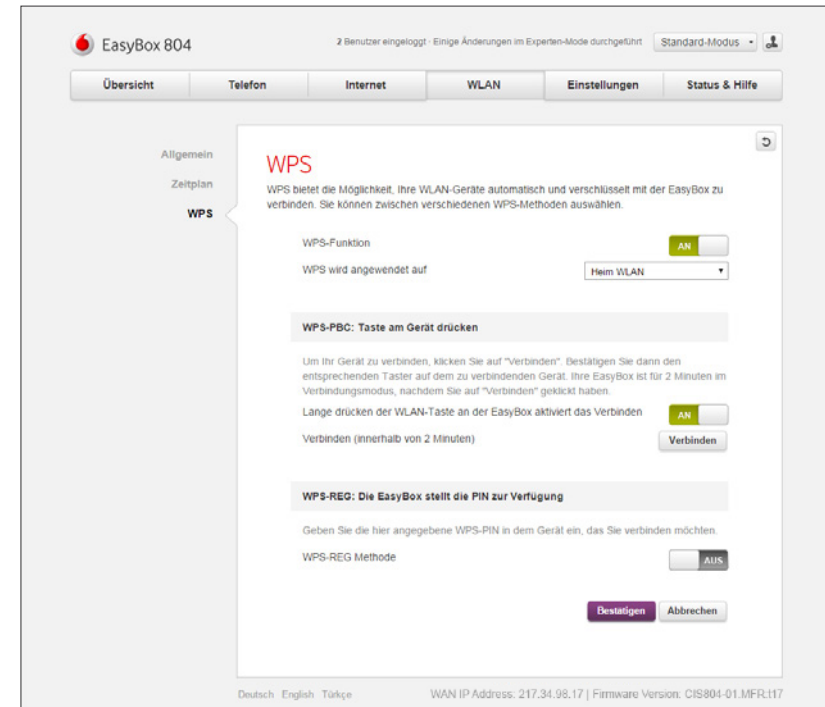 EasyBox 804
2 Benutzer eingeloggt · Einige Änderungen im Experten-Mode durchgeführt
Standard-Modus
Übersicht Telefon Internet WLAN Einstellungen Status & Hilfe
Allgemein
Zeitplan
WPS
WPS
WPS bietet die Möglichkeit, Ihre WLAN-Geräte automatisch und verschlüsselt mit der EasyBox zu
verbinden. Sie können zwischen verschiedenen WPS-Methoden auswählen.
WPS-Funktion AN
WPS wird angewendet auf Heim WLAN
WPS-PBC: Taste am Gerät drücken
Um Ihr Gerät zu verbinden, klicken Sie auf "Verbinden". Bestätigen Sie dann den
entsprechenden Taster auf dem zu verbindenden Gerät. Ihre EasyBox ist für 2 Minuten im
Verbindungsmodus, nachdem Sie auf "Verbinden" geklickt haben.
Lange drücken der WLAN-Taste an der EasyBox aktiviert das Verbinden AN
Verbinden (innerhalb von 2 Minuten) Verbinden
WPS-REG: Die EasyBox stellt die PIN zur Verfügung
Geben Sie die hier angegebene WPS-PIN in dem Gerät ein, das Sie verbinden möchten.
WPS-REG Methode AUS
Bestätigen Abbrechen
Deutsch English Türkçe WAN IP Address: 217.34.98.17 | Firmware Version: CIS804-01.MFR.t17